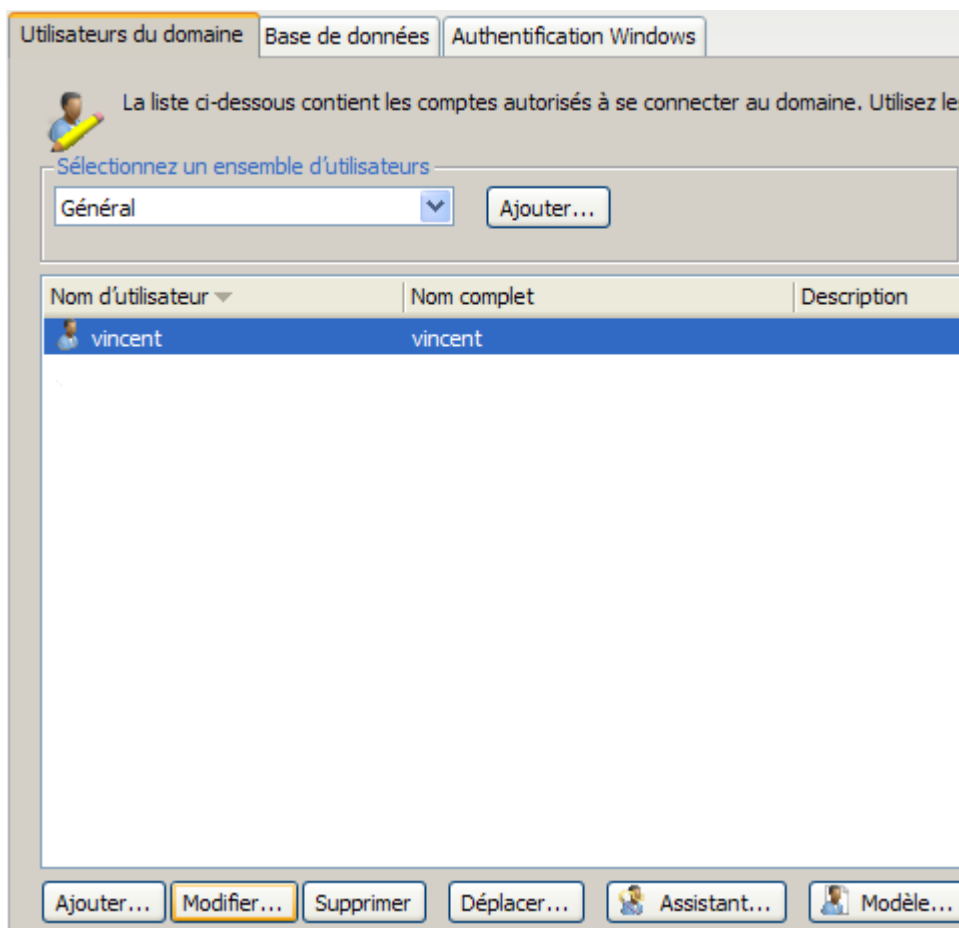 Utilisateurs du domaine Base de données Authentification Windows
La liste ci-dessous contient les comptes autorisés à se connecter au domaine. Utilisez les
Sélectionnez un ensemble d'utilisateurs
Général Ajouter...
Nom d'utilisateur Nom complet Description
vincent vincent
Ajouter... Modifier... Supprimer Déplacer... Assistant... Modèle...